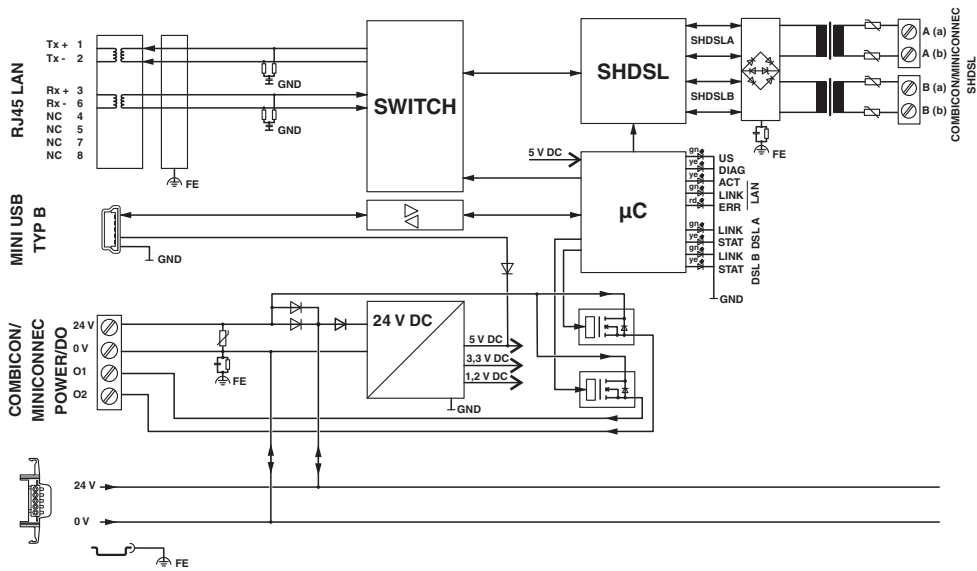 RJ45 LAN
Tx + 1
Tx - 2
Rx + 3
Rx - 6
NC 4
NC 5
NC 7
NC 8
FE
GND
GND
SWITCH
SHDSL
SHDSLA
SHDSLB
FE
A (a)
A (b)
B (a)
B (b)
COMBICON/MINICONNEC
SHDSL
5 V DC
µC
gn US
ye DIAG
ye ACT
gn LINK
rd ERR
LAN
gn LINK
ye STAT
DSL A
gn LINK
ye STAT
DSL B
GND
MINI USB
TYP B
GND
COMBICON/
MINICONNEC
POWER/DO
24 V
0 V
O1
O2
FE
24 V DC
5 V DC
3,3 V DC
1,2 V DC
GND
24 V
0 V
FE